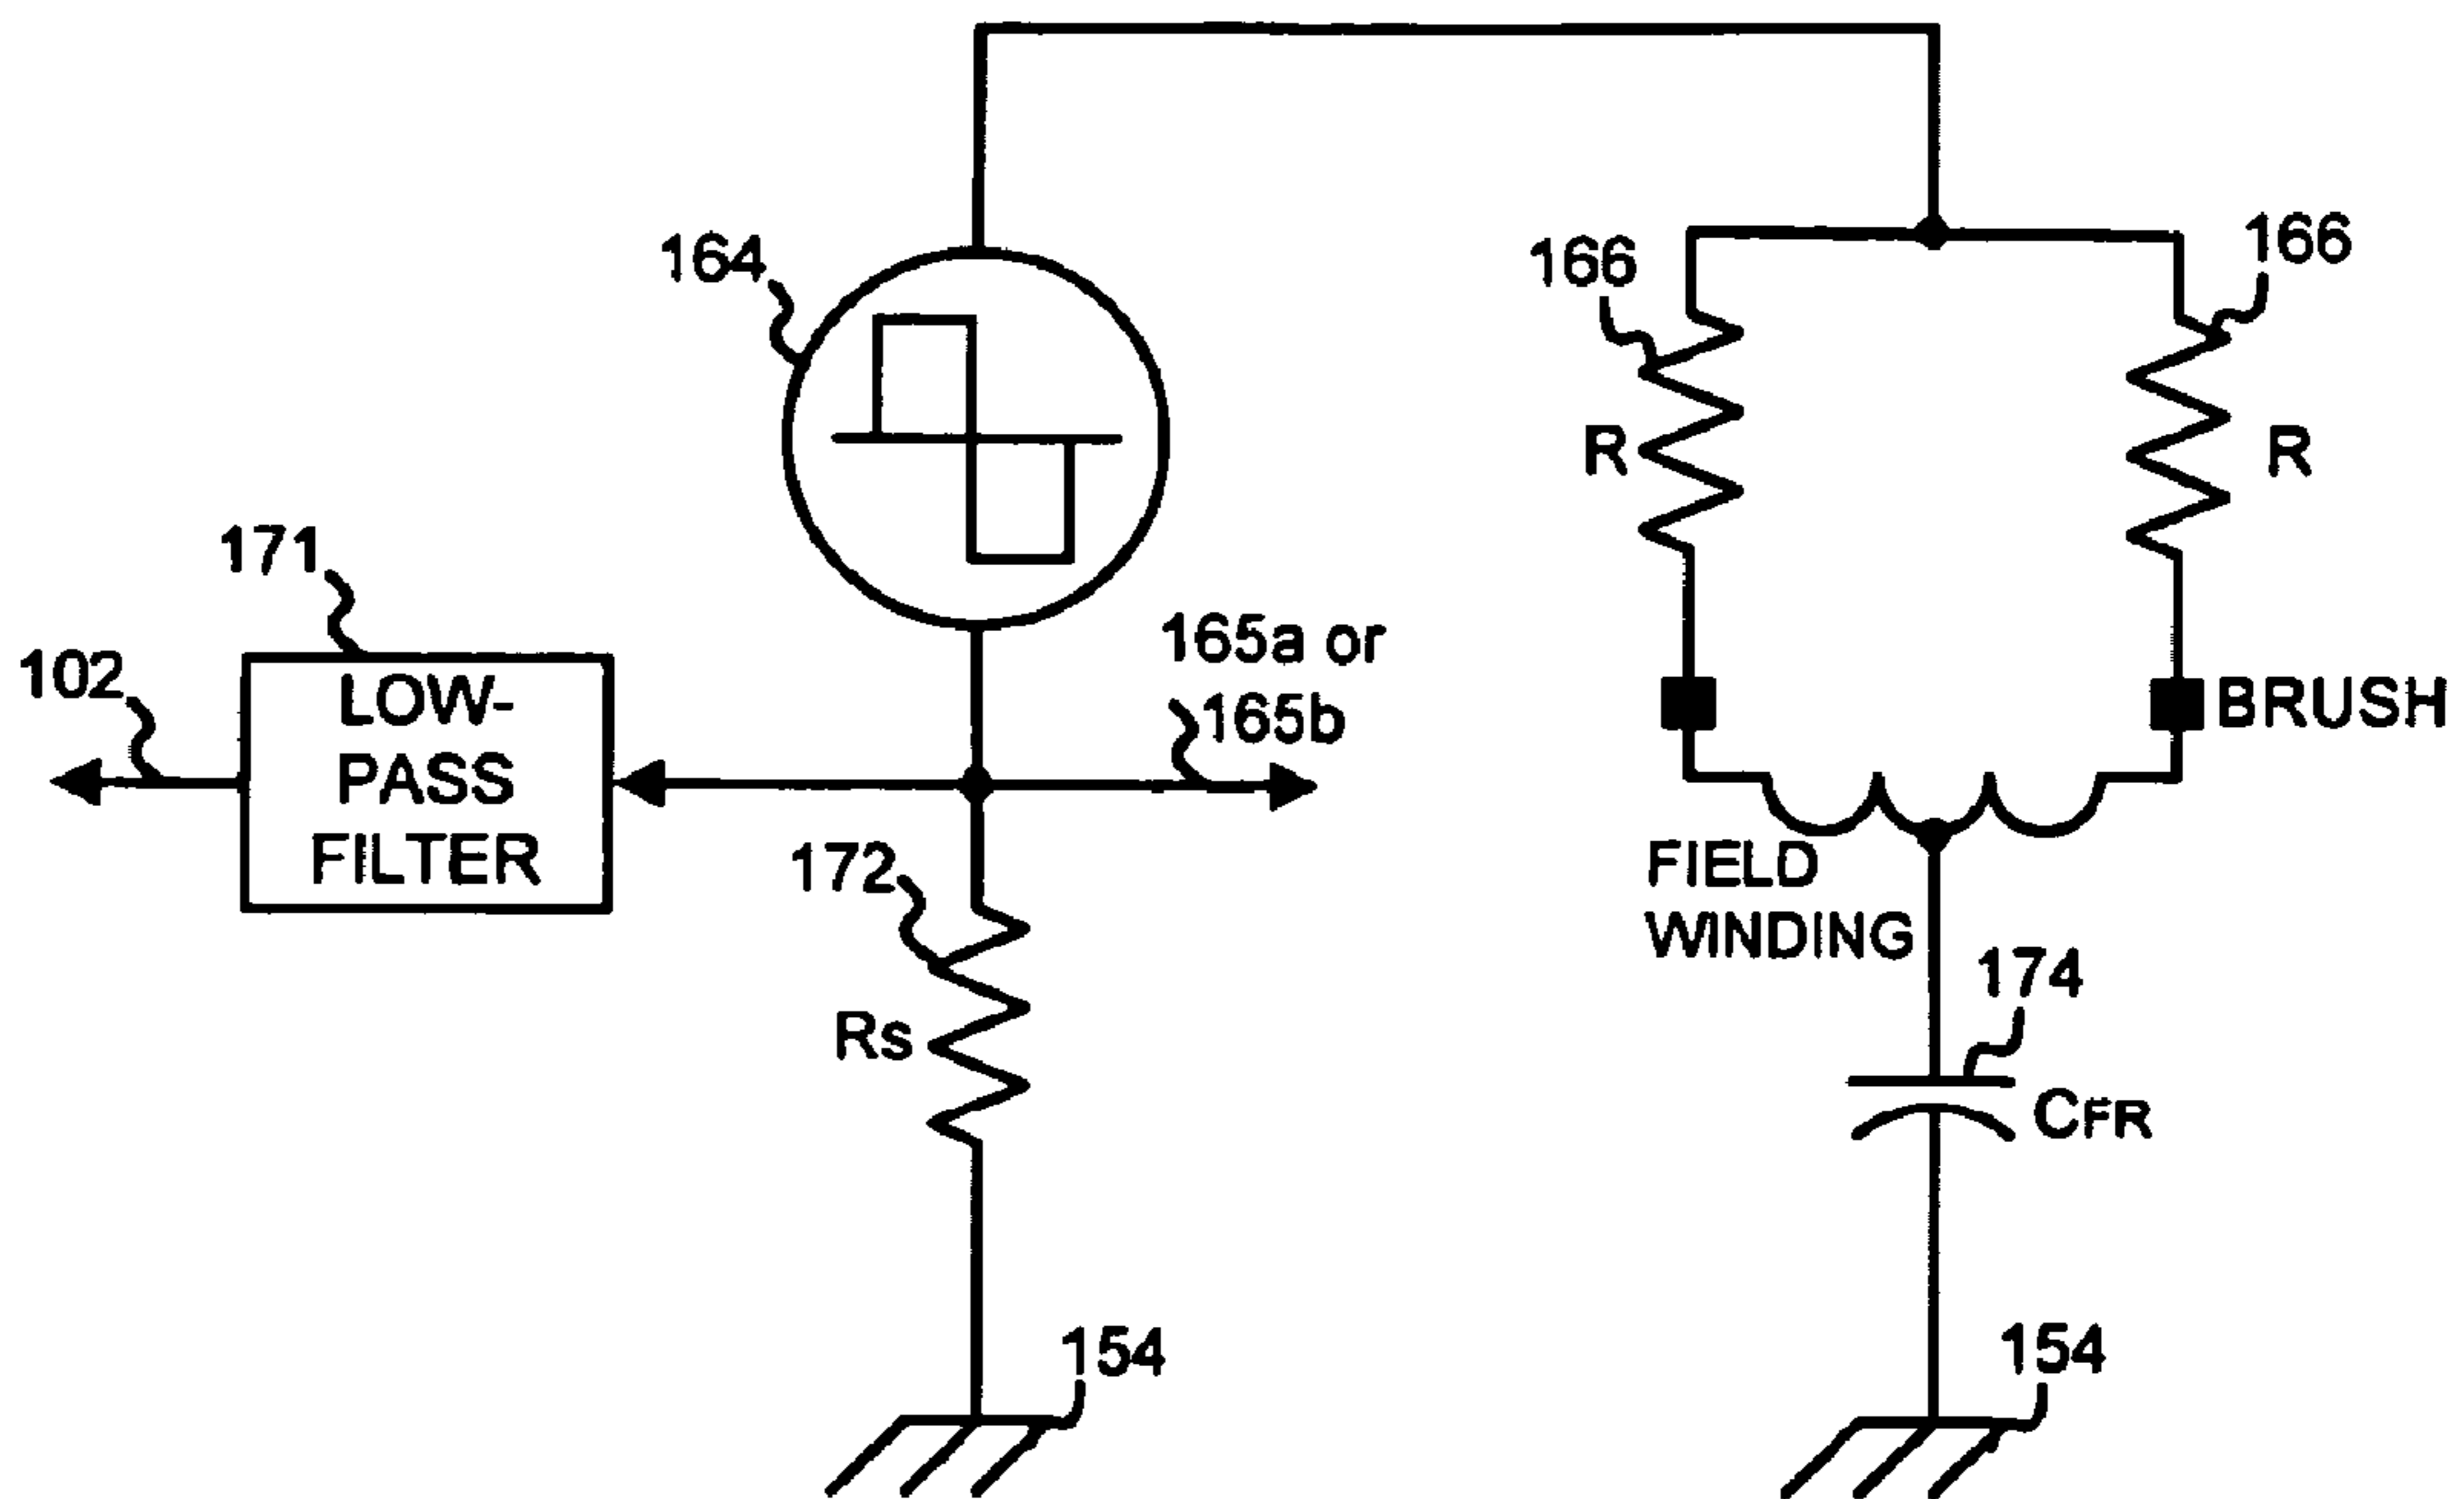 164
166
166
R
R
171
165a or
165b
102
LOW-
PASS
FILTER
BRUSH
172
FIELD
WINDING
174
Rs
CFR
154
154